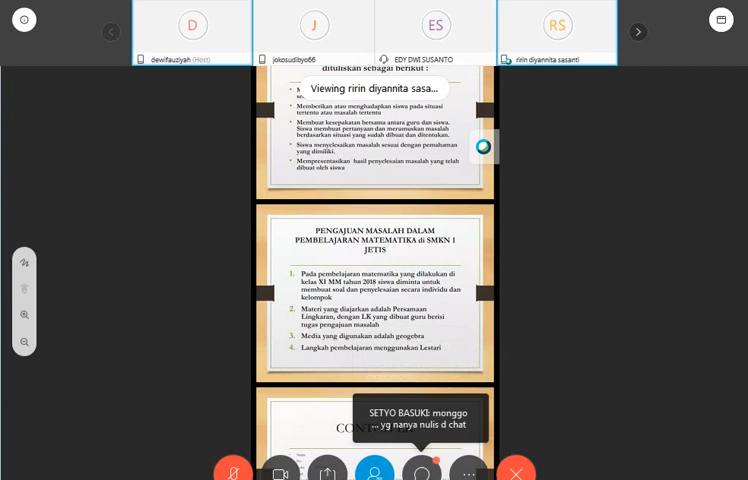 D
J
ES
RS
dewifauziyah (Host)
jokosudibyo66
EDY DWI SUSANTO
ririn diyannita sasanti
dituliskan sebagai berikut :
Viewing ririn diyannita sasa...
Memberikan atau menghadapkan siswa pada situasi
tertentu atau masalah tertentu
Membuat kesepakatan bersama antara guru dan siswa.
Siswa membuat pertanyaan dan merumuskan masalah
berdasarkan situasi yang sudah dibuat dan ditentukan.
Siswa menyelesaikan masalah sesuai dengan pemahaman
yang dimiliki.
Mempresentasikan hasil penyelesaian masalah yang telah
dibuat oleh siswa
PENGAJUAN MASALAH DALAM
PEMBELAJARAN MATEMATIKA di SMKN 1
JETIS
1. Pada pembelajaran matematika yang dilakukan di
kelas XI MM tahun 2018 siswa diminta untuk
membuat soal dan penyelesaian secara individu dan
kelompok
2. Materi yang diajarkan adalah Persamaan
Lingkaran, dengan LK yang dibuat guru berisi
tugas pengajuan masalah
3. Media yang digunakan adalah geogebra
4. Langkah pembelajaran menggunakan Lestari
SETYO BASUKI: monggo
... yg nanya nulis d chat